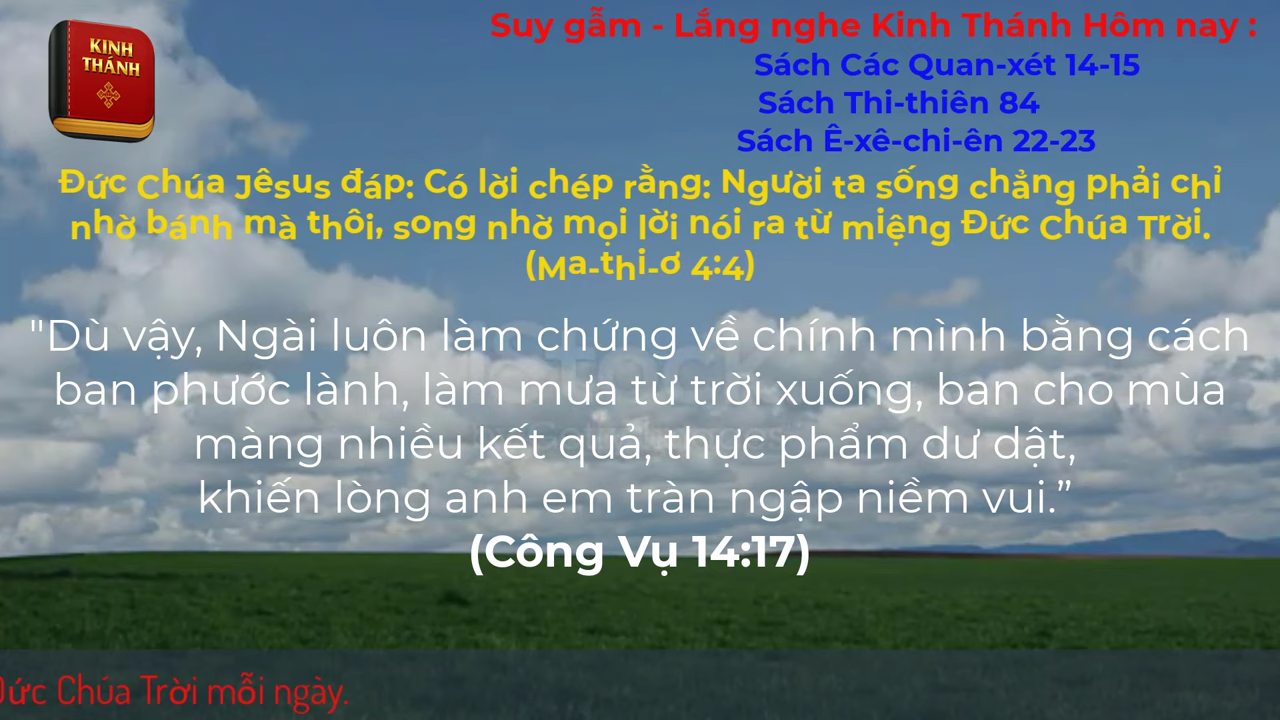 KINH
THÁNH
Suy gẫm - Lắng nghe Kinh Thánh Hôm nay :
Sách Các Quan-xét 14-15
Sách Thi-thiên 84
Sách Ê-xê-chi-ên 22-23
Đức Chúa Jêsus đáp: Có lời chép rằng: Người ta sống chẳng phải chỉ
nhờ bánh mà thôi, song nhờ mọi lời nói ra từ miệng Đức Chúa Trời.
(Ma-thi-ơ 4:4)
"Dù vậy, Ngài luôn làm chứng về chính mình bằng cách
ban phước lành, làm mưa từ trời xuống, ban cho mùa
màng nhiều kết quả, thực phẩm dư dật,
khiến lòng anh em tràn ngập niềm vui.”
(Công Vụ 14:17)
Đức Chúa Trời mỗi ngày.